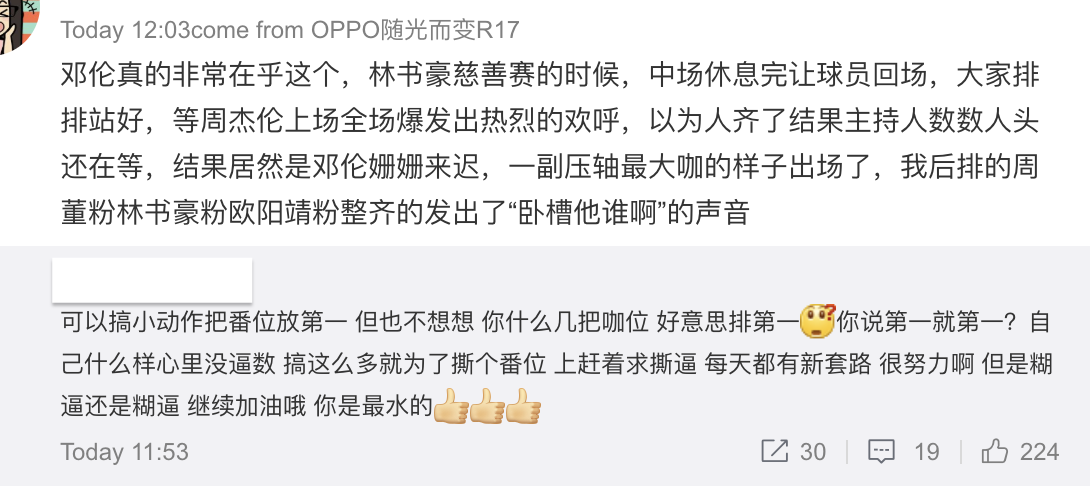 Today 12:03come from OPPO随光而变R17
邓伦真的非常在乎这个，林书豪慈善赛的时候，中场休息完让球员回场，大家排
排站好，等周杰伦上场全场爆发出热烈的欢呼，以为人齐了结果主持人数数人头
还在等，结果居然是邓伦姗姗来迟，一副压轴最大咖的样子出场了，我后排的周
董粉林书豪粉欧阳靖粉整齐的发出了“卧槽他谁啊”的声音
可以搞小动作把番位放第一 但也不想想 你什么几把咖位 好意思排第一你说第一就第一？自
己什么样心里没逼数 搞这么多就为了撕个番位 上赶着求撕逼 每天都有新套路 很努力啊 但是糊
逼还是糊逼 继续加油哦 你是最水的
Today 11:53 30 19 224